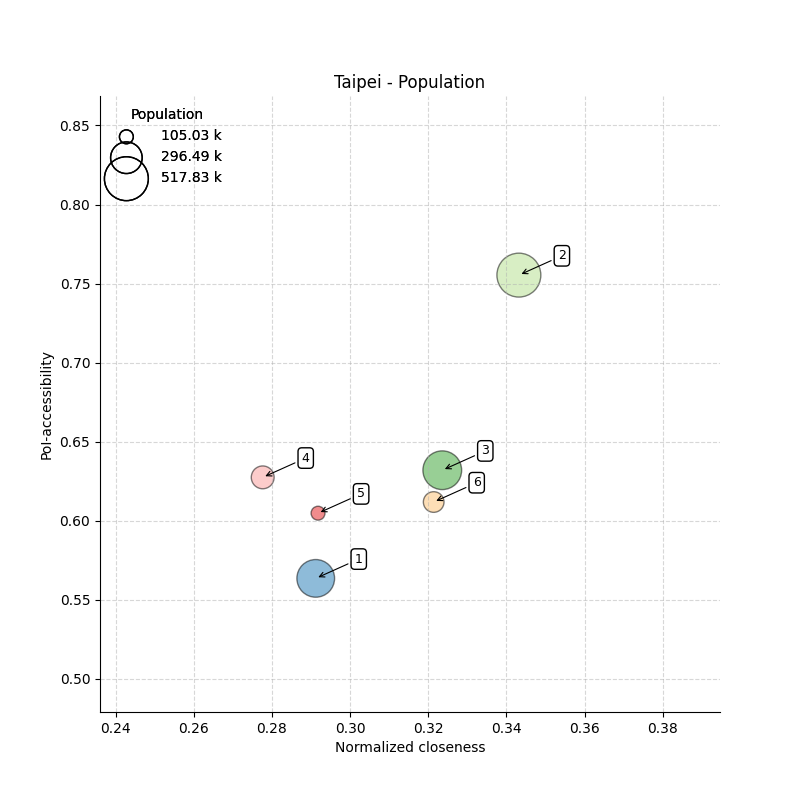 Taipei - Population
Population
105.03 k
296.49 k
517.83 k
0.85
0.80
0.75
0.70
0.65
0.60
0.55
0.50
PoI-accessibility
2
3
4
6
5
1
0.24 0.26 0.28 0.30 0.32 0.34 0.36 0.38
Normalized closeness